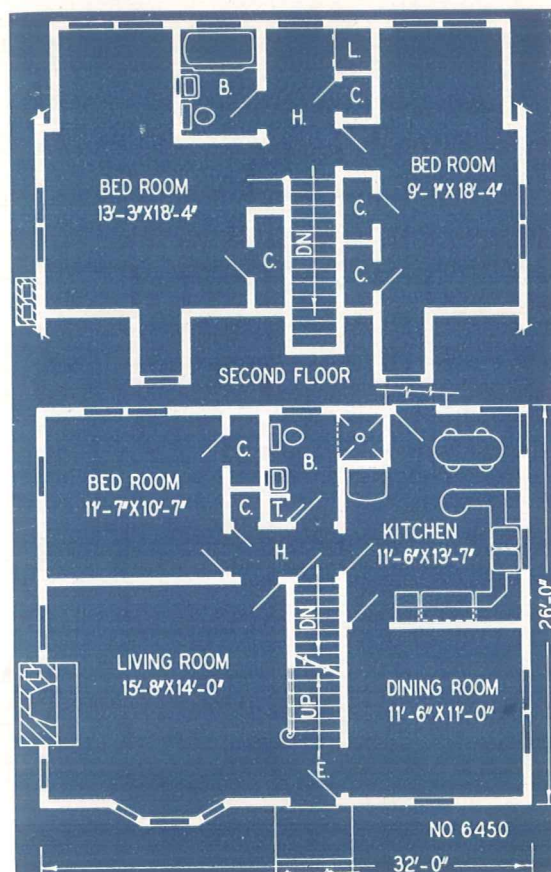 B.
L.
C.
H.
BED ROOM
13'-3"X18'-4"
BED ROOM
9'-1"X18'-4"
C.
C.
DN
C.
SECOND FLOOR
BED ROOM
11'-7"X10'-7"
C.
B.
C.
T.
H.
KITCHEN
11'-6"X13'-7"
26'-0"
LIVING ROOM
15'-8"X14'-0"
DN
UP
E.
DINING ROOM
11'-6"X11'-0"
NO. 6450
32'-0"